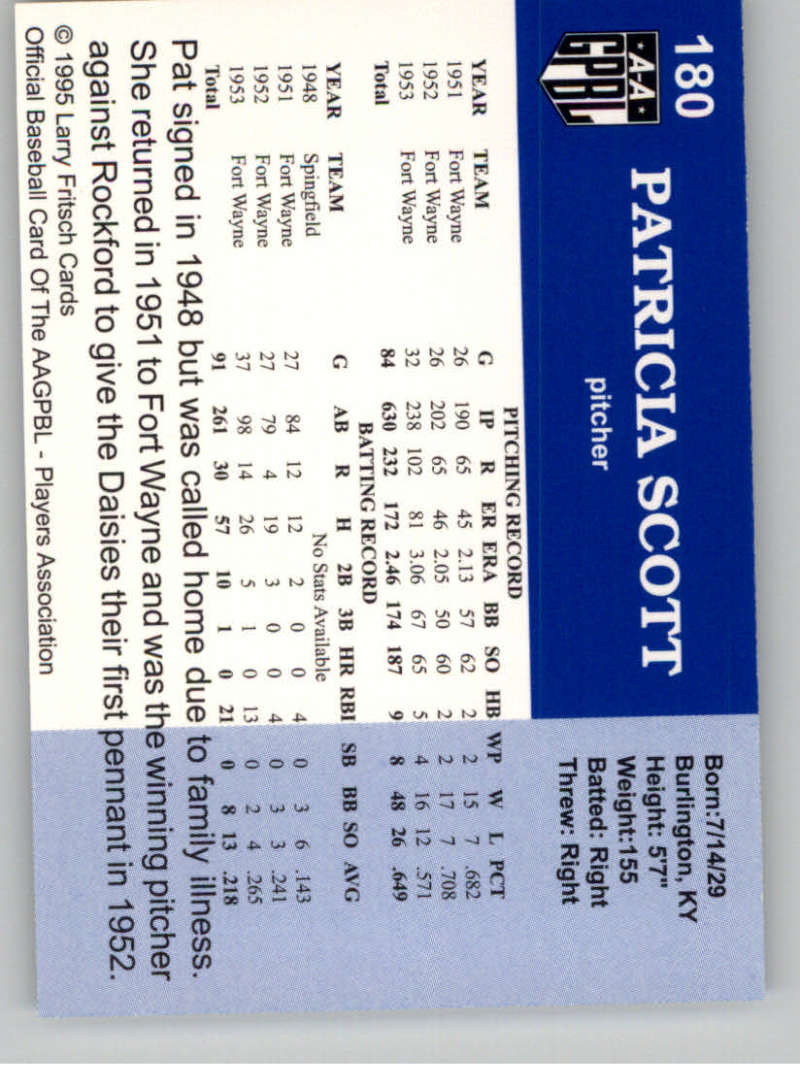 180
A-A
GPBL
PATRICIA SCOTT
pitcher
Born:7/14/29
Burlington, KY
Height: 5'7"
Weight:155
Batted: Right
Threw: Right
PITCHING RECORD
YEAR TEAM G IP R ER ERA BB SO HB WP W L PCT
1951 Fort Wayne 26 190 65 45 2.13 57 62 2 2 15 7 .682
1952 Fort Wayne 26 202 65 46 2.05 50 60 2 2 17 7 .708
1953 Fort Wayne 32 238 102 81 3.06 67 65 5 4 16 12 .571
Total 84 630 232 172 2.46 174 187 9 8 48 26 .649
BATTING RECORD
YEAR TEAM G AB R H 2B 3B HR RBI SB BB SO AVG
1948 Spingfield No Stats Available
1951 Fort Wayne 27 84 12 12 2 0 0 4 0 3 6 .143
1952 Fort Wayne 27 79 4 19 3 0 0 4 0 3 3 .241
1953 Fort Wayne 37 98 14 26 5 1 0 13 0 2 4 .265
Total 91 261 30 57 10 1 0 21 0 8 13 .218
Pat signed in 1948 but was called home due to family illness.
She returned in 1951 to Fort Wayne and was the winning pitcher
against Rockford to give the Daisies their first pennant in 1952.
© 1995 Larry Fritsch Cards
Official Baseball Card Of The AAGPBL - Players Association